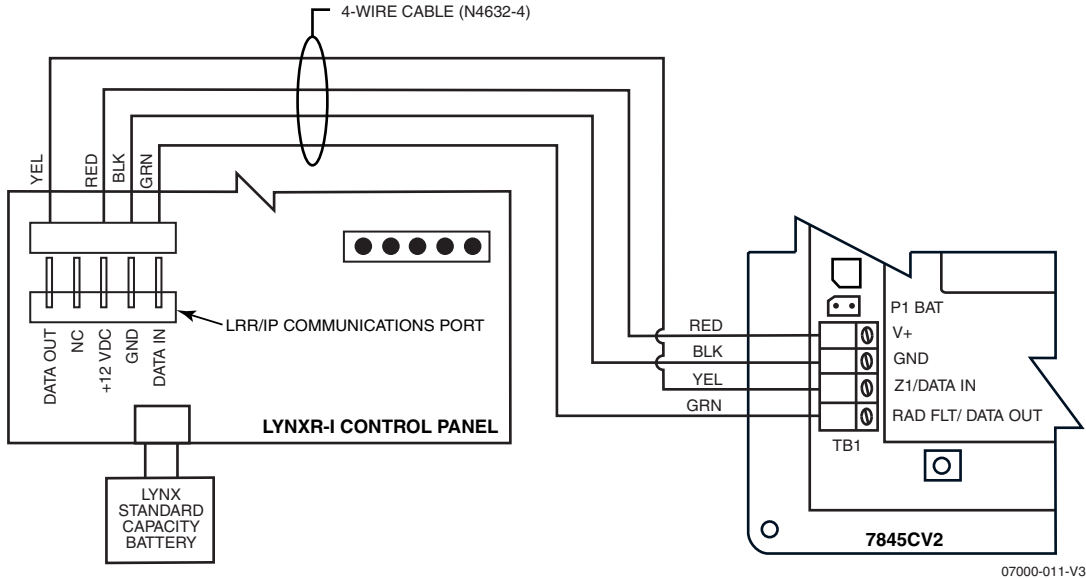 4-WIRE CABLE (N4632-4)
YEL
RED
BLK
GRN
LRR/IP COMMUNICATIONS PORT
DATA OUT
NC
+12 VDC
GND
DATA IN
LYNXR-I CONTROL PANEL
LYNX
STANDARD
CAPACITY
BATTERY
RED
BLK
YEL
GRN
P1 BAT
V+
GND
Z1/DATA IN
RAD FLT/ DATA OUT
TB1
7845CV2
07000-011-V3